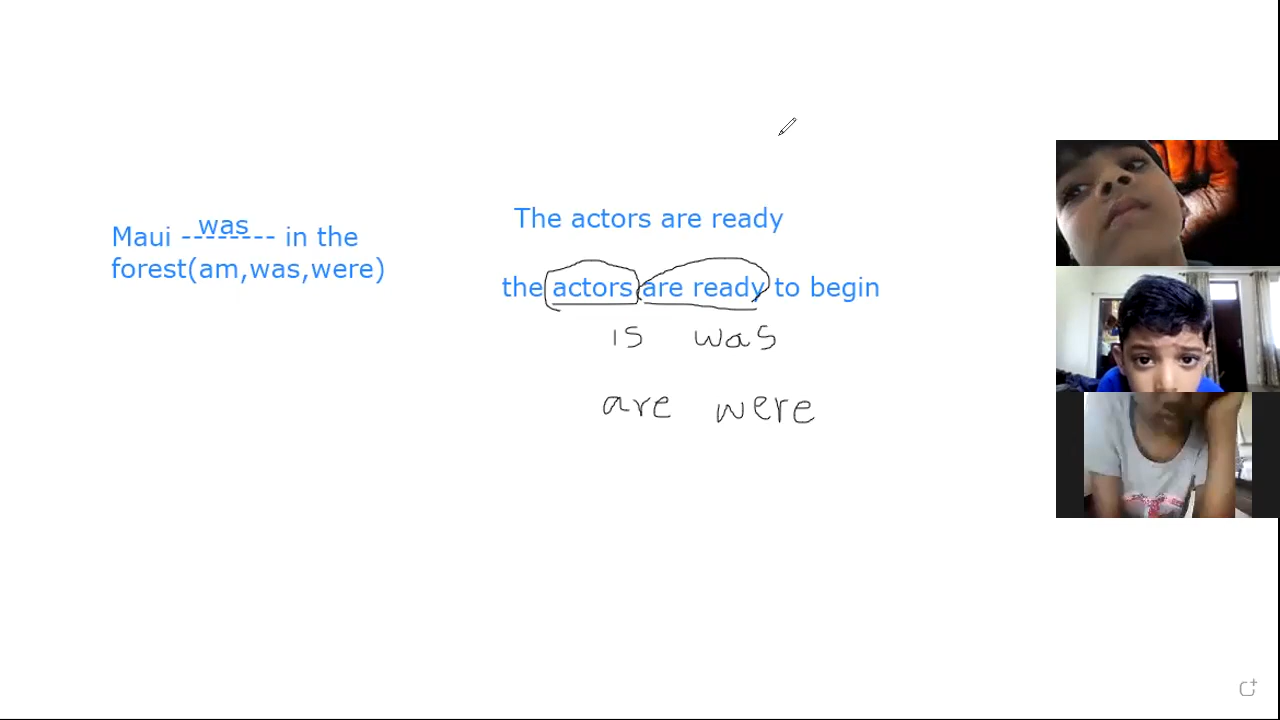 Maui -------- in the
was
forest(am,was,were)
The actors are ready
the actors are ready to begin
is was
are were